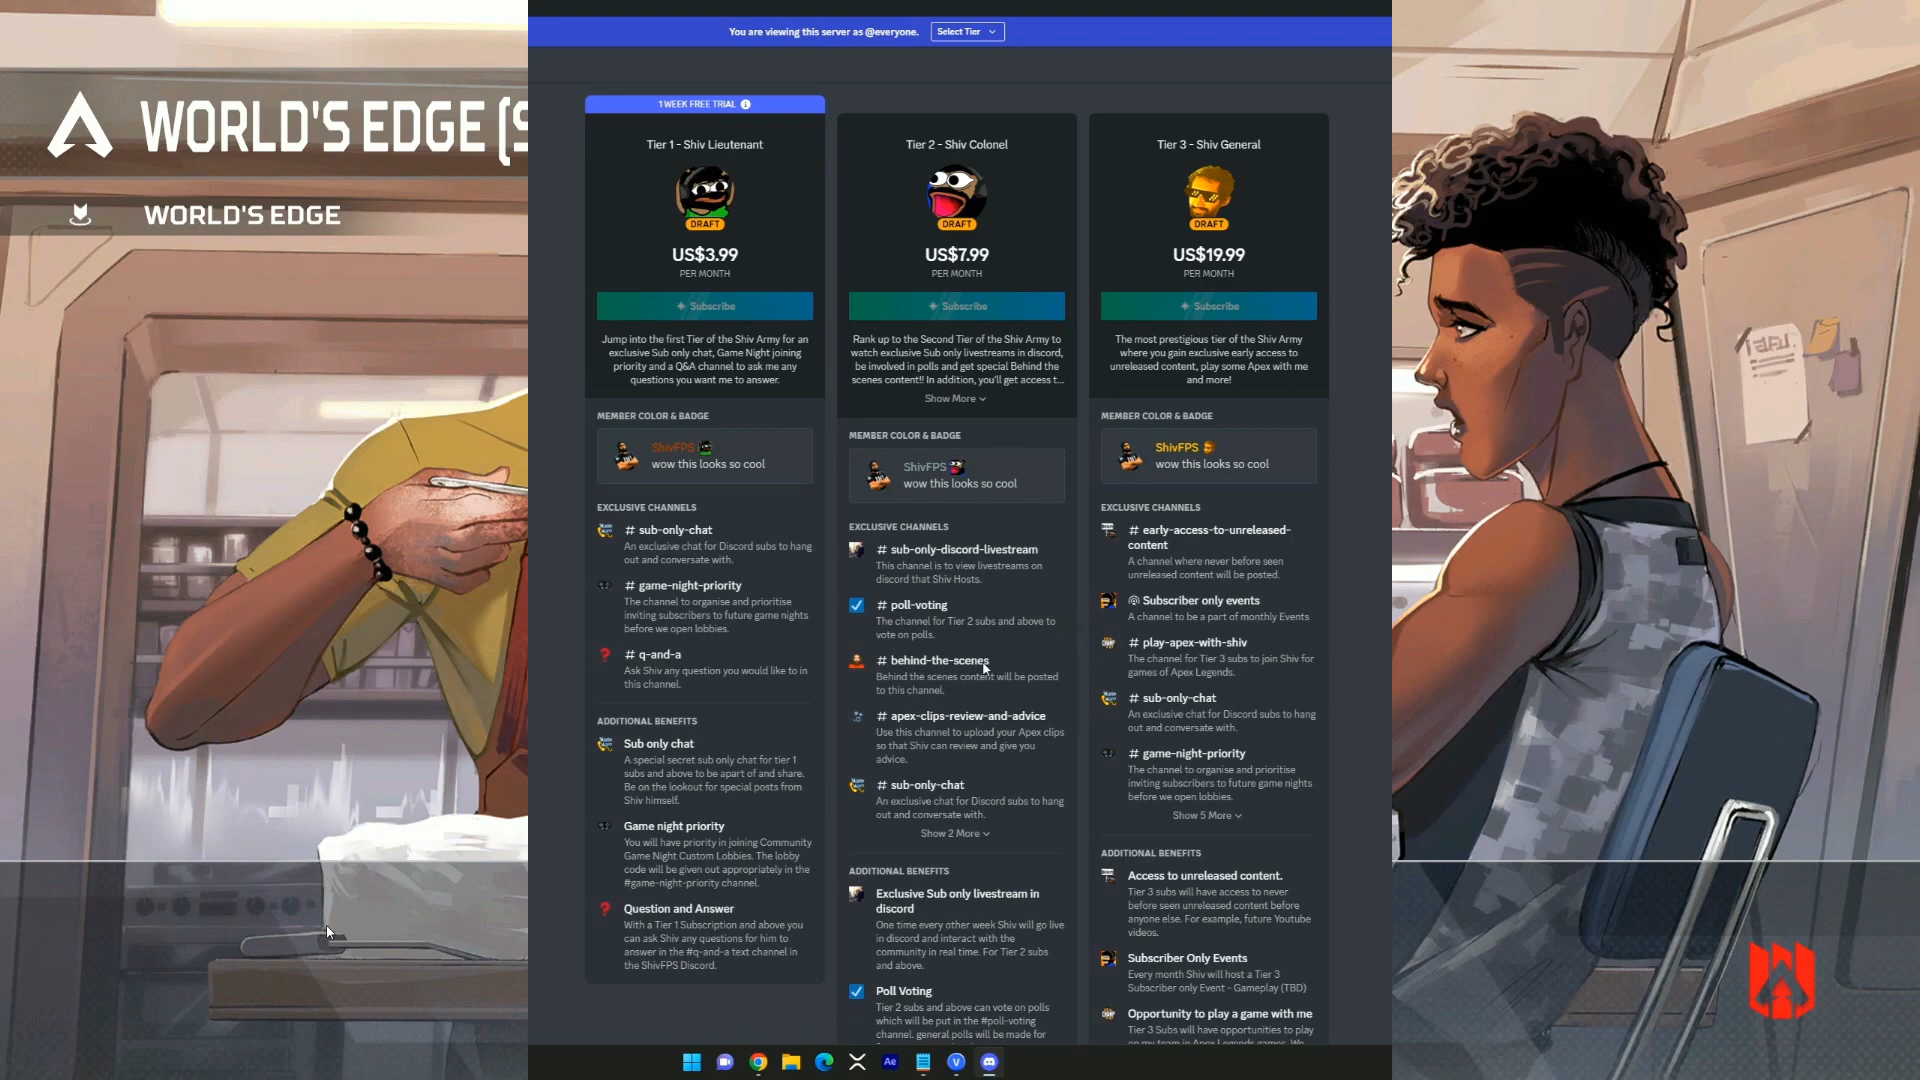 You are viewing this server as @everyone. Select Tier
WORLD'S EDGE (S
WORLD'S EDGE
1 WEEK FREE TRIAL
Tier 1 - Shiv Lieutenant
DRAFT
US$3.99
PER MONTH
Subscribe
Jump into the first Tier of the Shiv Army for an
exclusive Sub only chat, Game Night joining
priority and a Q&A channel to ask me any
questions you want me to answer.
MEMBER COLOR & BADGE
ShivFPS
wow this looks so cool
EXCLUSIVE CHANNELS
# sub-only-chat
An exclusive chat for Discord subs to hang
out and conversate with.
# game-night-priority
The channel to organise and prioritise
inviting subscribers to future game nights
before we open lobbies.
# q-and-a
Ask Shiv any question you would like to in
this channel.
ADDITIONAL BENEFITS
Sub only chat
A special secret sub only chat for tier 1
subs and above to be apart of and share.
Be on the lookout for special posts from
Shiv himself.
Game night priority
You will have priority in joining Community
Game Night Custom Lobbies. The lobby
code will be given out appropriately in the
#game-night-priority channel.
Question and Answer
With a Tier 1 Subscription and above you
can ask Shiv any questions for him to
answer in the #q-and-a text channel in
the ShivFPS Discord.
Tier 2 - Shiv Colonel
DRAFT
US$7.99
PER MONTH
Subscribe
Rank up to the Second Tier of the Shiv Army to
watch exclusive Sub only livestreams in discord,
be involved in polls and get special Behind the
scenes content!! In addition, you'll get access t...
Show More
MEMBER COLOR & BADGE
ShivFPS
wow this looks so cool
EXCLUSIVE CHANNELS
# sub-only-discord-livestream
This channel is to view livestreams on
discord that Shiv Hosts.
# poll-voting
The channel for Tier 2 subs and above to
vote on polls.
# behind-the-scenes
Behind the scenes content will be posted
to this channel.
# apex-clips-review-and-advice
Use this channel to upload your Apex clips
so that Shiv can review and give you
advice.
# sub-only-chat
An exclusive chat for Discord subs to hang
out and conversate with.
Show 2 More
ADDITIONAL BENEFITS
Exclusive Sub only livestream in
discord
One time every other week Shiv will go live
in discord and interact with the
community in real time. For Tier 2 subs
and above.
Poll Voting
Tier 2 subs and above can vote on polls
which will be put in the #poll-voting
channel. general polls will be made for
Tier 3 - Shiv General
DRAFT
US$19.99
PER MONTH
Subscribe
The most prestigious tier of the Shiv Army
where you gain exclusive early access to
unreleased content, play some Apex with me
and more!
MEMBER COLOR & BADGE
ShivFPS
wow this looks so cool
EXCLUSIVE CHANNELS
# early-access-to-unreleased-
content
A channel where never before seen
unreleased content will be posted.
Subscriber only events
A channel to be a part of monthly Events
# play-apex-with-shiv
The channel for Tier 3 subs to join Shiv for
games of Apex Legends.
# sub-only-chat
An exclusive chat for Discord subs to hang
out and conversate with.
# game-night-priority
The channel to organise and prioritise
inviting subscribers to future game nights
before we open lobbies.
Show 5 More
ADDITIONAL BENEFITS
Access to unreleased content.
Tier 3 subs will have access to never
before seen unreleased content before
anyone else. For example, future Youtube
videos.
Subscriber Only Events
Every month Shiv will host a Tier 3
Subscriber only Event - Gameplay (TBD)
Opportunity to play a game with me
Tier 3 Subs will have opportunities to play
on my team in Apex Legends games. We
Ae
V